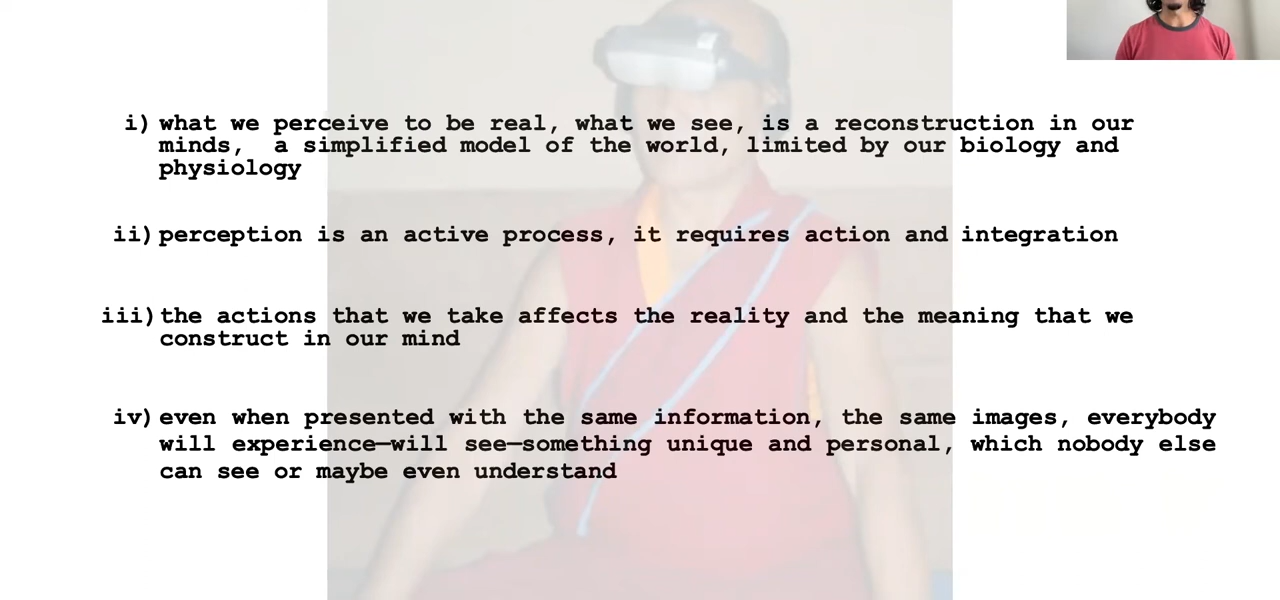 i) what we perceive to be real, what we see, is a reconstruction in our
minds, a simplified model of the world, limited by our biology and
physiology
ii) perception is an active process, it requires action and integration
iii) the actions that we take affects the reality and the meaning that we
construct in our mind
iv) even when presented with the same information, the same images, everybody
will experience—will see—something unique and personal, which nobody else
can see or maybe even understand